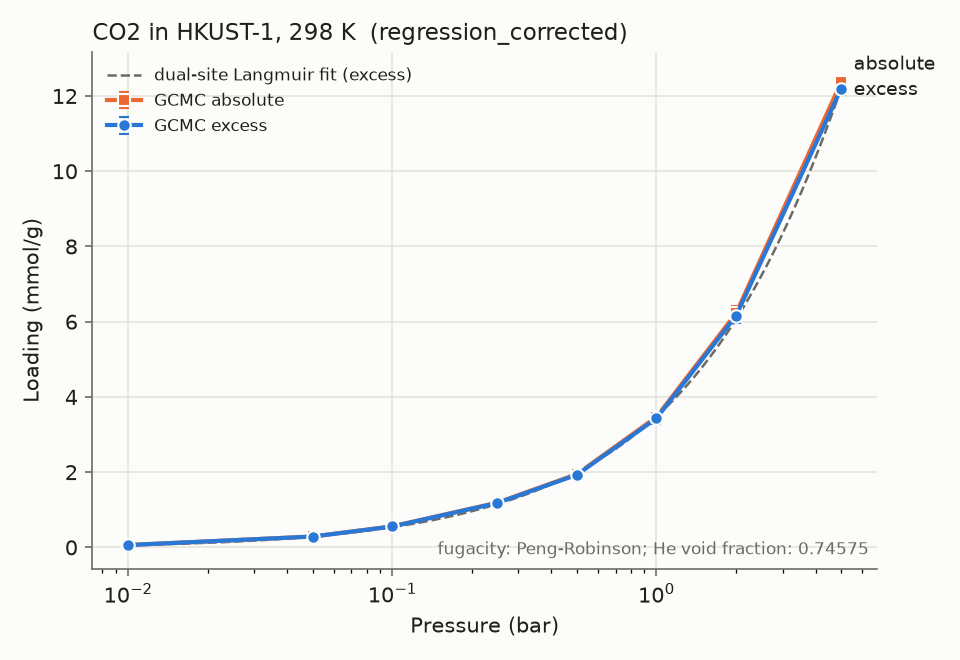 CO2 in HKUST-1, 298 K  (regression_corrected)
dual-site Langmuir fit (excess)
GCMC absolute
GCMC excess
absolute
excess
12
10
8
6
4
2
0
Loading (mmol/g)
fugacity: Peng-Robinson; He void fraction: 0.74575
10⁻² 10⁻¹ 10⁰
Pressure (bar)